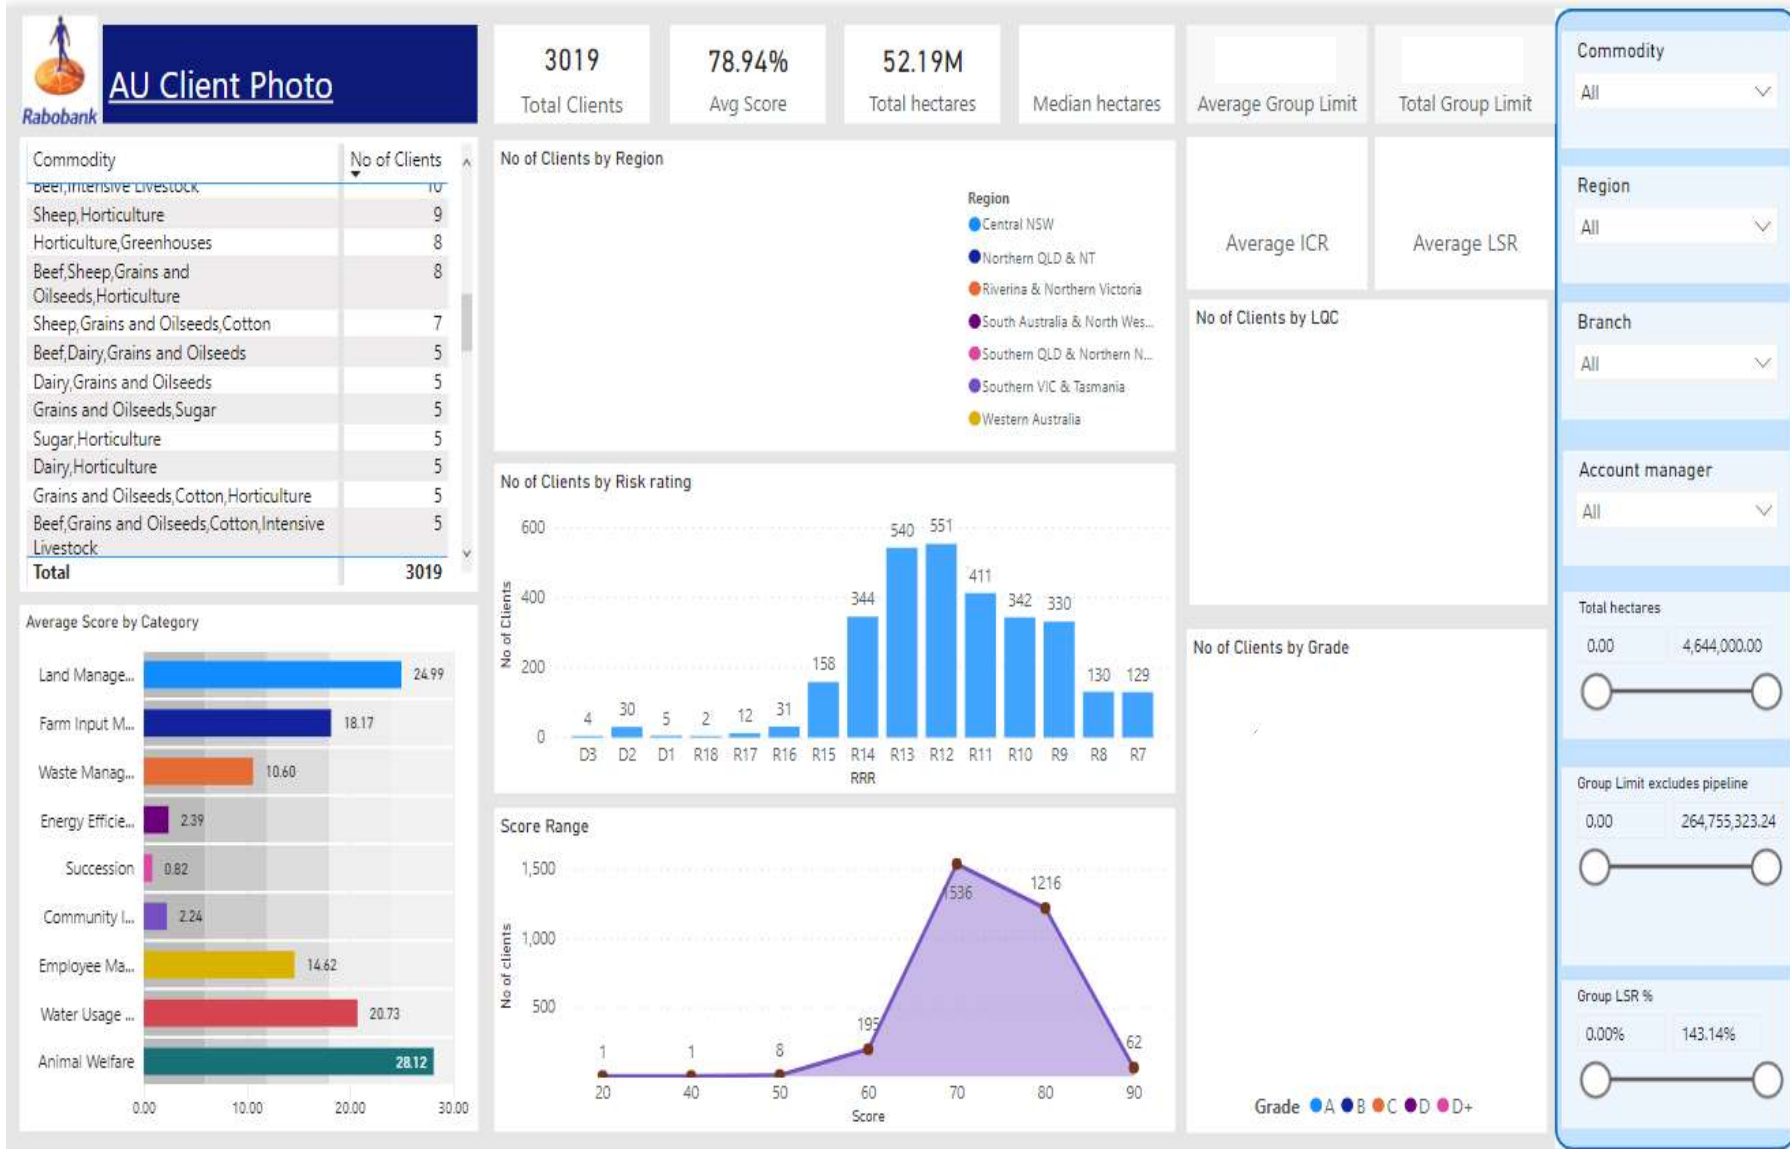 Rabobank
AU Client Photo
3019
Total Clients
78.94%
Avg Score
52.19M
Total hectares
Median hectares
Average Group Limit
Total Group Limit
Commodity No of Clients
Beef,Intensive Livestock 10
Sheep,Horticulture 9
Horticulture,Greenhouses 8
Beef,Sheep,Grains and 8
Oilseeds,Horticulture
Sheep,Grains and Oilseeds,Cotton 7
Beef,Dairy,Grains and Oilseeds 5
Dairy,Grains and Oilseeds 5
Grains and Oilseeds,Sugar 5
Sugar,Horticulture 5
Dairy,Horticulture 5
Grains and Oilseeds,Cotton,Horticulture 5
Beef,Grains and Oilseeds,Cotton,Intensive 5
Livestock
Total 3019
Average Score by Category
Land Manage... 24.99
Farm Input M... 18.17
Waste Manag... 10.60
Energy Efficie... 2.39
Succession 0.82
Community I... 2.24
Employee Ma... 14.62
Water Usage ... 20.73
Animal Welfare 28.12
0.00 10.00 20.00 30.00
No of Clients by Region
Region
Central NSW
Northern QLD & NT
Riverina & Northern Victoria
South Australia & North Wes...
Southern QLD & Northern N...
Southern VIC & Tasmania
Western Australia
No of Clients by Risk rating
No of Clients
600
400
200
0
4 30 5 2 12 31 158 344 540 551 411 342 330 130 129
D3 D2 D1 R18 R17 R16 R15 R14 R13 R12 R11 R10 R9 R8 R7
RRR
Score Range
No of clients
1,500
1,000
500
1 1 8 195 1536 1216 62
20 40 50 60 70 80 90
Score
Average ICR
Average LSR
No of Clients by LQC
No of Clients by Grade
Grade A B C D D+
Commodity
All
Region
All
Branch
All
Account manager
All
Total hectares
0.00 4,644,000.00
Group Limit excludes pipeline
0.00 264,755,323.24
Group LSR %
0.00% 143.14%